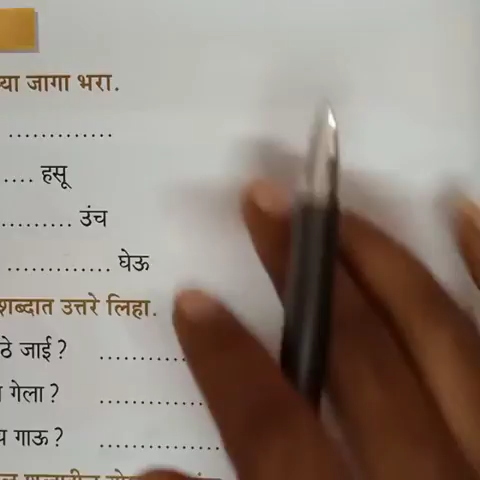 या जागा भरा.
.............
.... हसू
......... उंच
............. घेऊ
शब्दात उत्तरे लिहा.
ठे जाई? ...........
गेला? ...........
य गाऊ? ...........